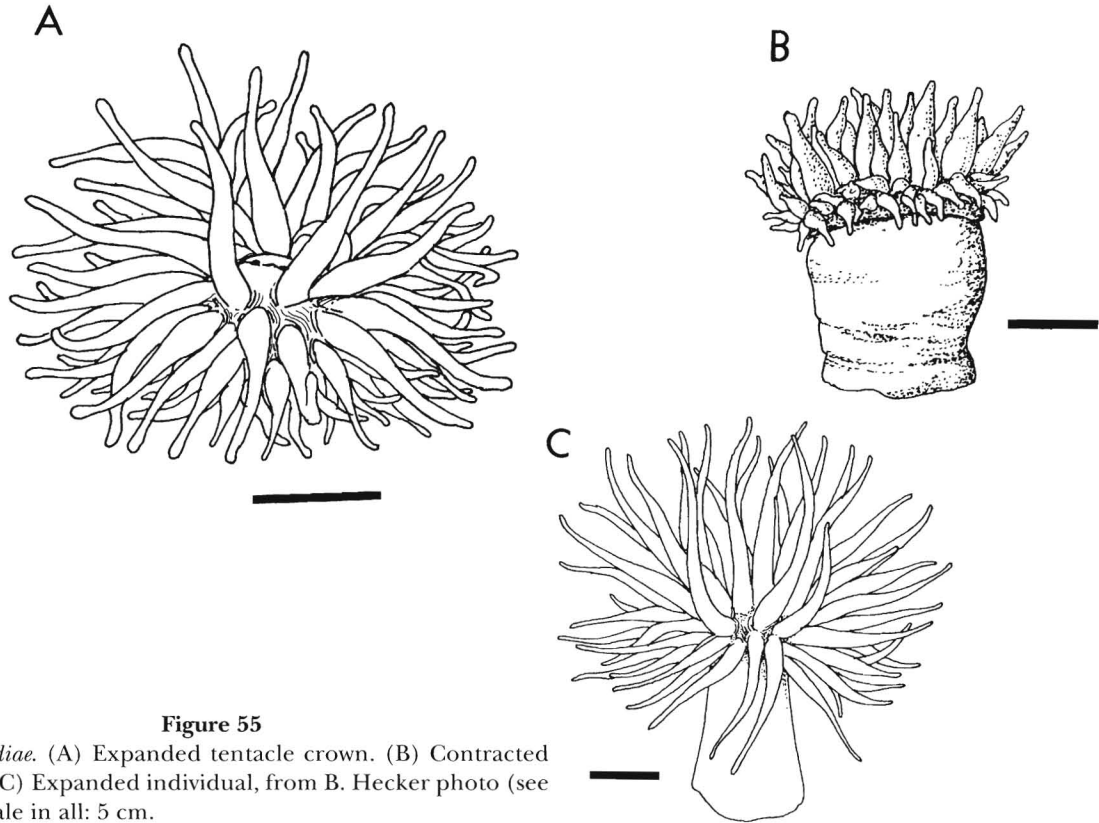 A
B
C
Figure 55
diae. (A) Expanded tentacle crown. (B) Contracted
C) Expanded individual, from B. Hecker photo (see
ale in all: 5 cm.